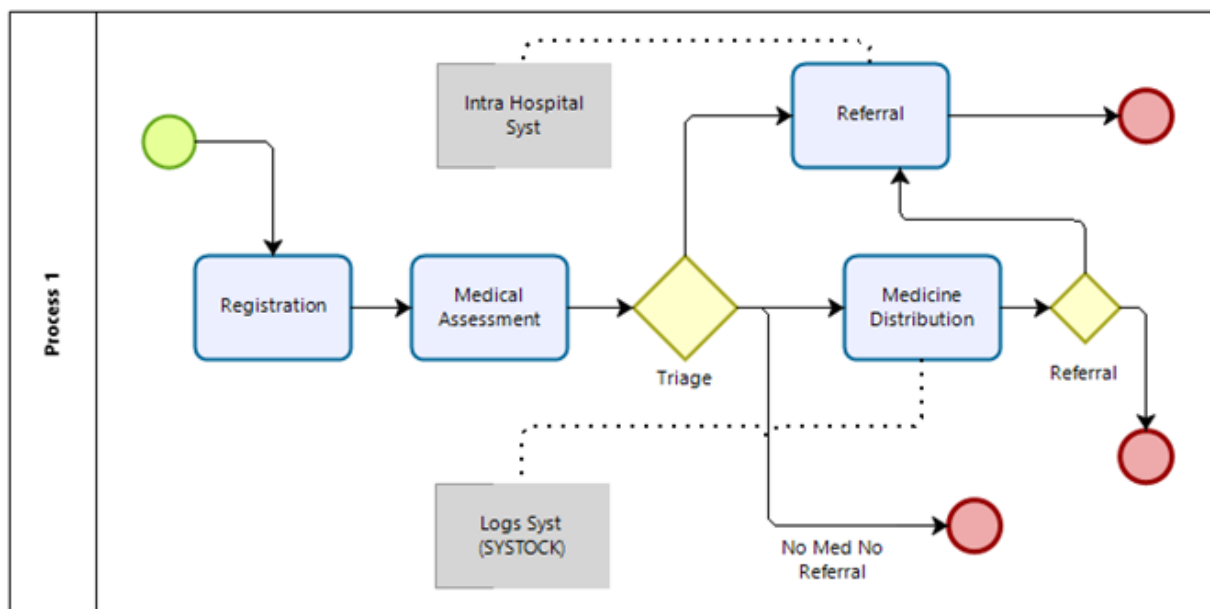 Process 1
Intra Hospital
Syst
Referral
Registration
Medical
Assessment
Triage
Medicine
Distribution
Referral
Logs Syst
(SYSTOCK)
No Med No
Referral